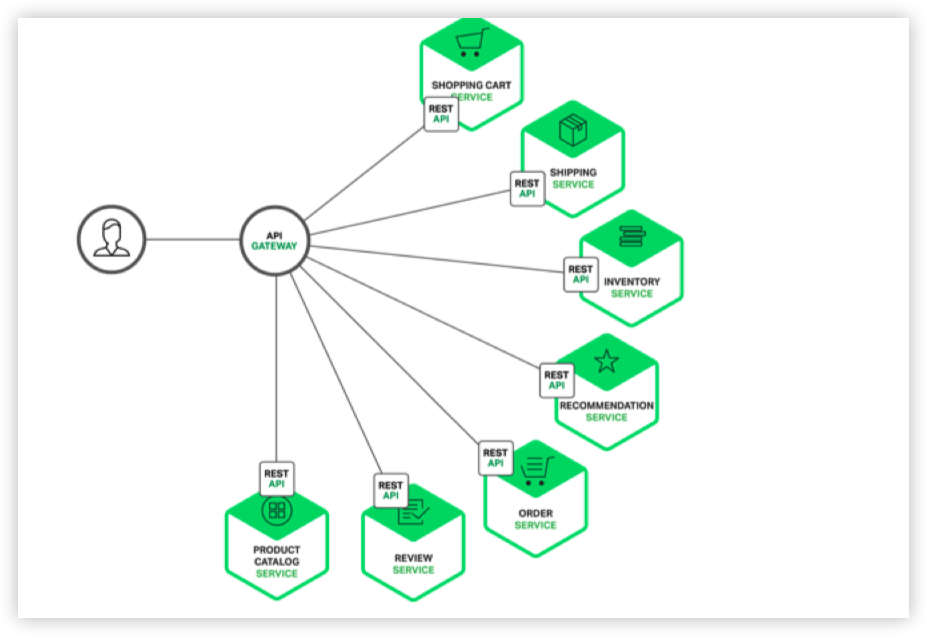 SHOPPING CART
SERVICE
REST
API
SHIPPING
SERVICE
REST
API
API
GATEWAY
INVENTORY
SERVICE
REST
API
RECOMMENDATION
SERVICE
REST
API
ORDER
SERVICE
REST
API
REVIEW
SERVICE
REST
API
PRODUCT
CATALOG
SERVICE
REST
API